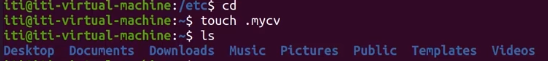 iti@iti-virtual-machine:/etc$ cd
iti@iti-virtual-machine:~$ touch .mycv
iti@iti-virtual-machine:~$ ls
Desktop  Documents  Downloads  Music  Pictures  Public  Templates  Videos